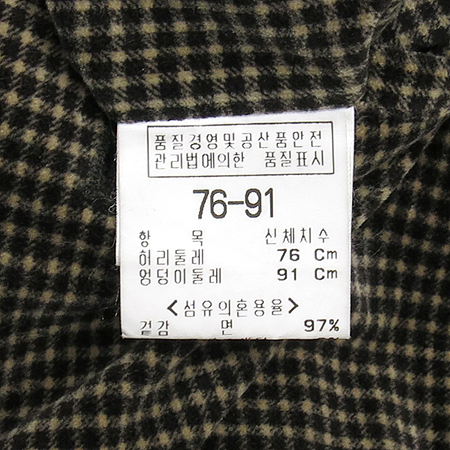 품질경영및공산품안전
관리법에의한 품질표시
76-91
항 목 신체치수
허리둘레 76 Cm
엉덩이둘레 91 Cm
<섬유의혼용율>
겉감 면 97%